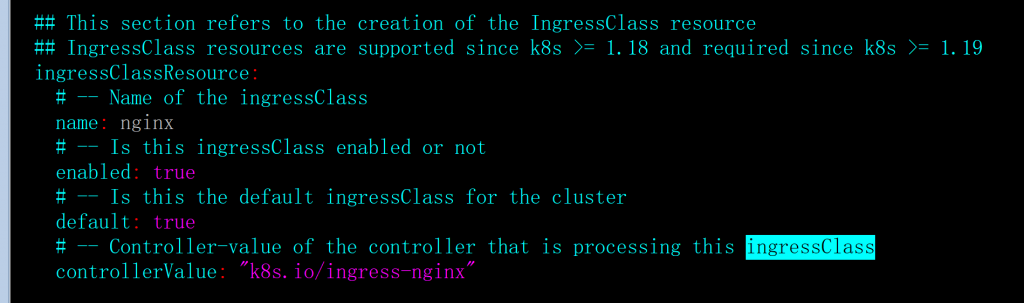 ## This section refers to the creation of the IngressClass resource
## IngressClass resources are supported since k8s >= 1.18 and required since k8s >= 1.19
ingressClassResource:
  # -- Name of the ingressClass
  name: nginx
  # -- Is this ingressClass enabled or not
  enabled: true
  # -- Is this the default ingressClass for the cluster
  default: true
  # -- Controller-value of the controller that is processing this ingressClass
  controllerValue: "k8s.io/ingress-nginx"